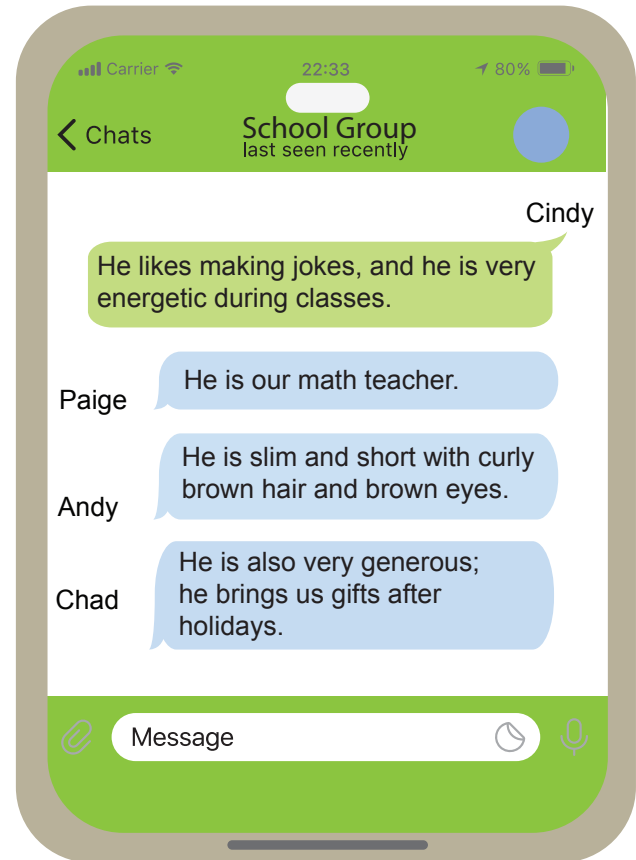 Carrier 22:33 80%
Chats
School Group
last seen recently
Cindy
He likes making jokes, and he is very
energetic during classes.
Paige
He is our math teacher.
Andy
He is slim and short with curly
brown hair and brown eyes.
Chad
He is also very generous;
he brings us gifts after
holidays.
Message